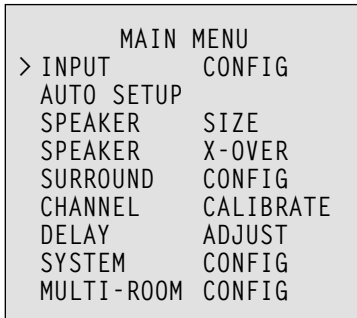 MAIN MENU
> INPUT CONFIG
AUTO SETUP
SPEAKER SIZE
SPEAKER X-OVER
SURROUND CONFIG
CHANNEL CALIBRATE
DELAY ADJUST
SYSTEM CONFIG
MULTI-ROOM CONFIG